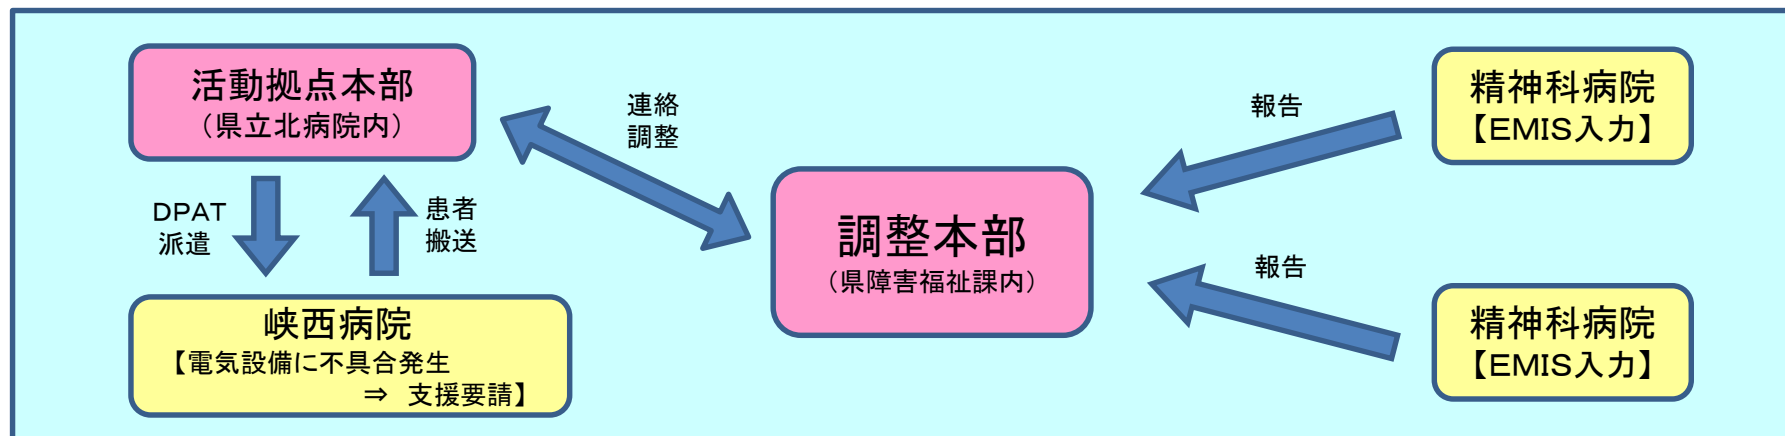 活動拠点本部
（県立北病院内）
連絡
調整
DPAT
派遣
患者
搬送
峡西病院
【電気設備に不具合発生
⇒ 支援要請】
調整本部
（県障害福祉課内）
報告
精神科病院
【EMIS入力】
報告
精神科病院
【EMIS入力】